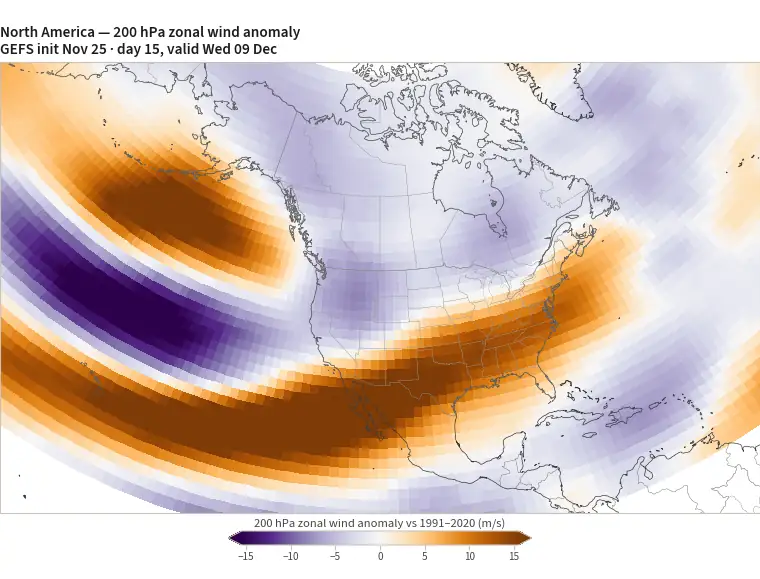 North America — 200 hPa zonal wind anomaly
GEFS init Nov 25 · day 15, valid Wed 09 Dec
200 hPa zonal wind anomaly vs 1991–2020 (m/s)
−15 −10 −5 0 5 10 15